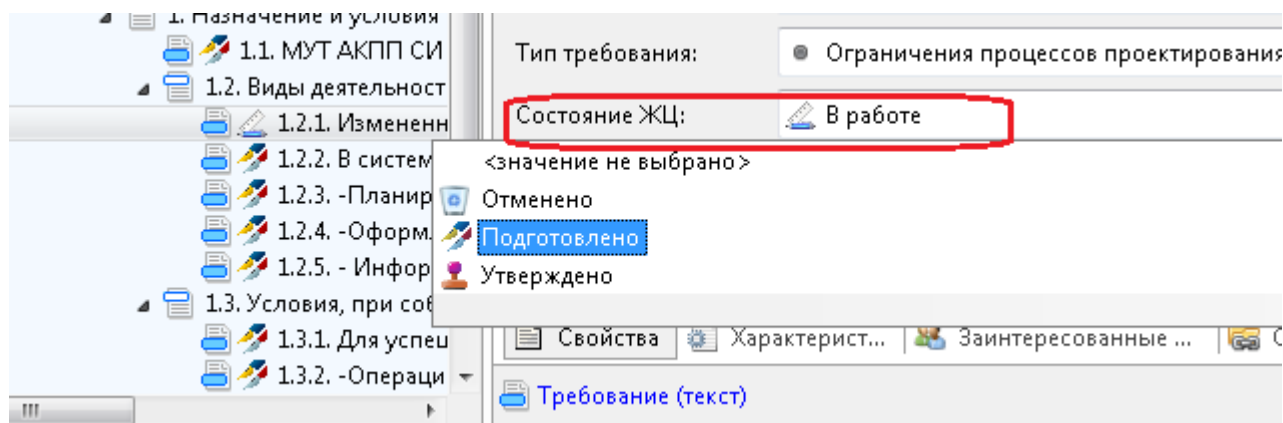 1. Назначение и условия
1.1. МУТ АКПП СИ
1.2. Виды деятельност
1.2.1. Измененн
1.2.2. В систем
1.2.3. -Планир
1.2.4. -Оформ.
1.2.5. - Инфор
1.3. Условия, при соб
1.3.1. Для успеш
1.3.2. -Операци
Тип требования: Ограничения процессов проектирования
Состояние ЖЦ: В работе
<значение не выбрано>
Отменено
Подготовлено
Утверждено
Свойства Характерист... Заинтересованные ...
Требование (текст)